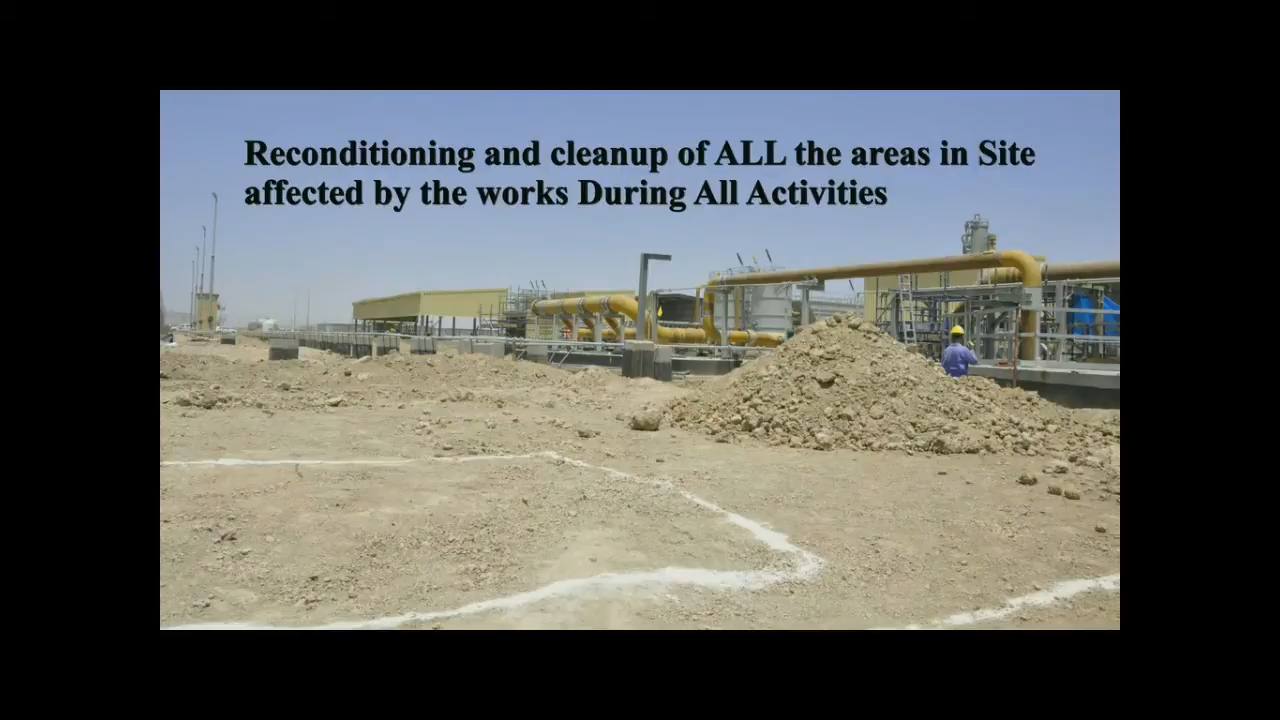 Reconditioning and cleanup of ALL the areas in Site
affected by the works During All Activities